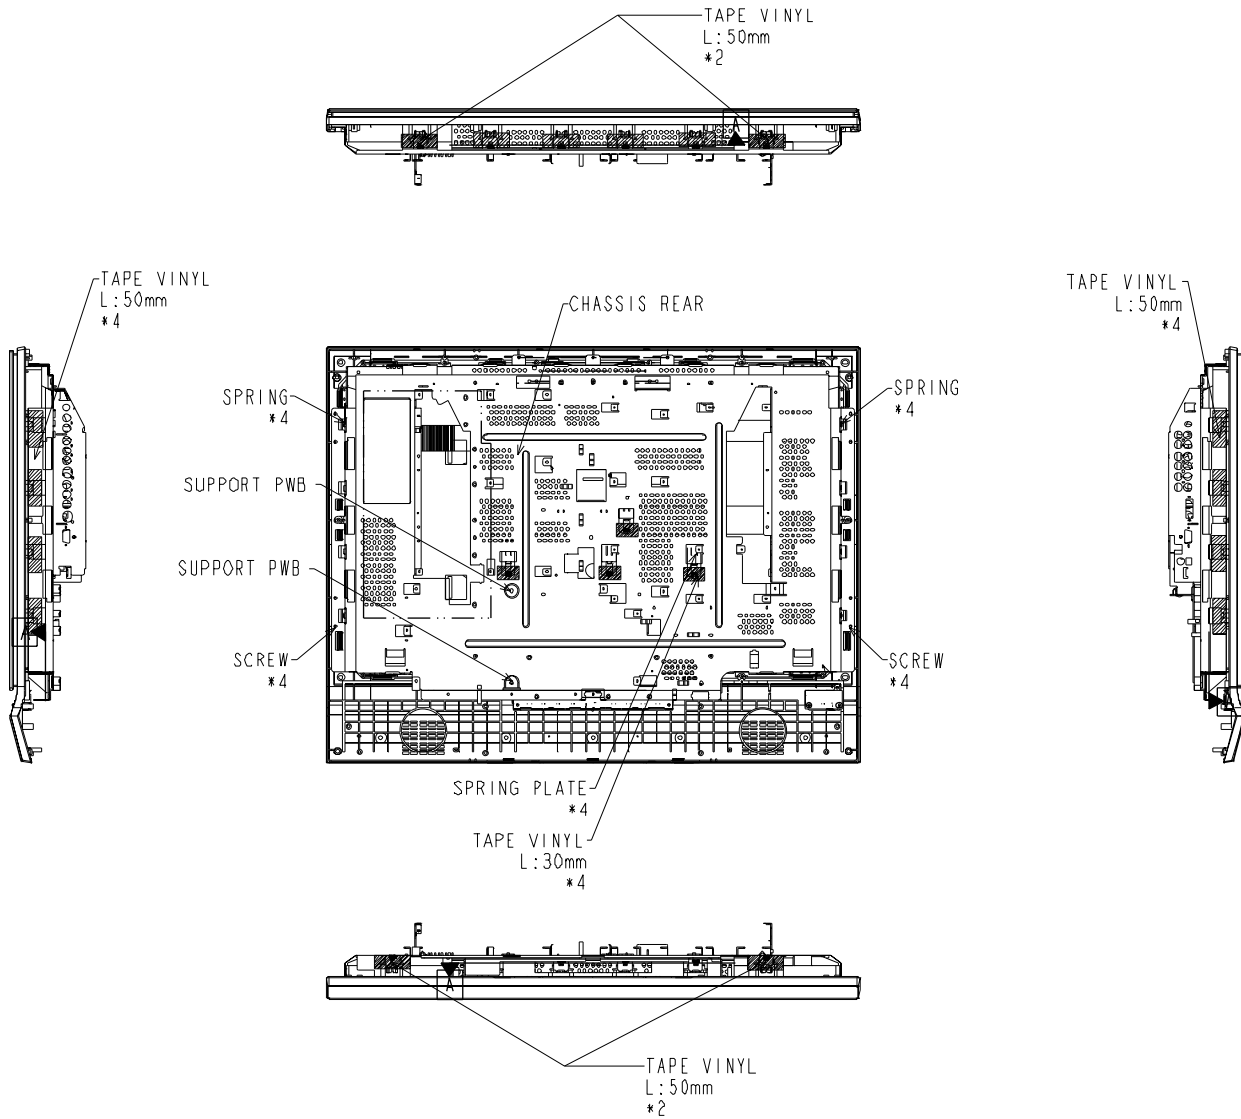 TAPE VINYL
L:50mm
*2
A
TAPE VINYL
L:50mm
*4
TAPE VINYL
L:50mm
*4
CHASSIS REAR
SPRING
*4
SPRING
*4
SUPPORT PWB
SUPPORT PWB
SCREW
*4
SCREW
*4
SPRING PLATE
*4
TAPE VINYL
L:30mm
*4
A
TAPE VINYL
L:50mm
*2